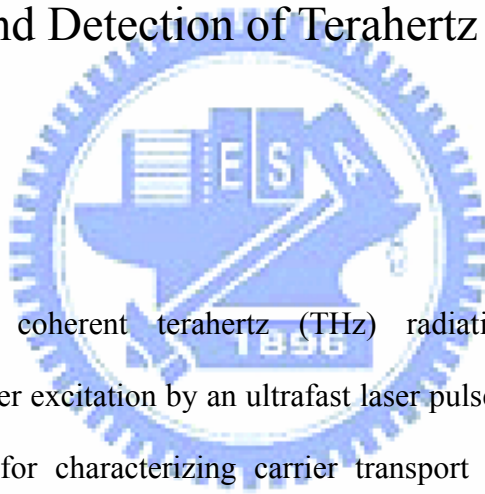 nd Detection of Terahertz
E S A
coherent terahertz (THz) radiati
1896
er excitation by an ultrafast laser pulse
for characterizing carrier transport